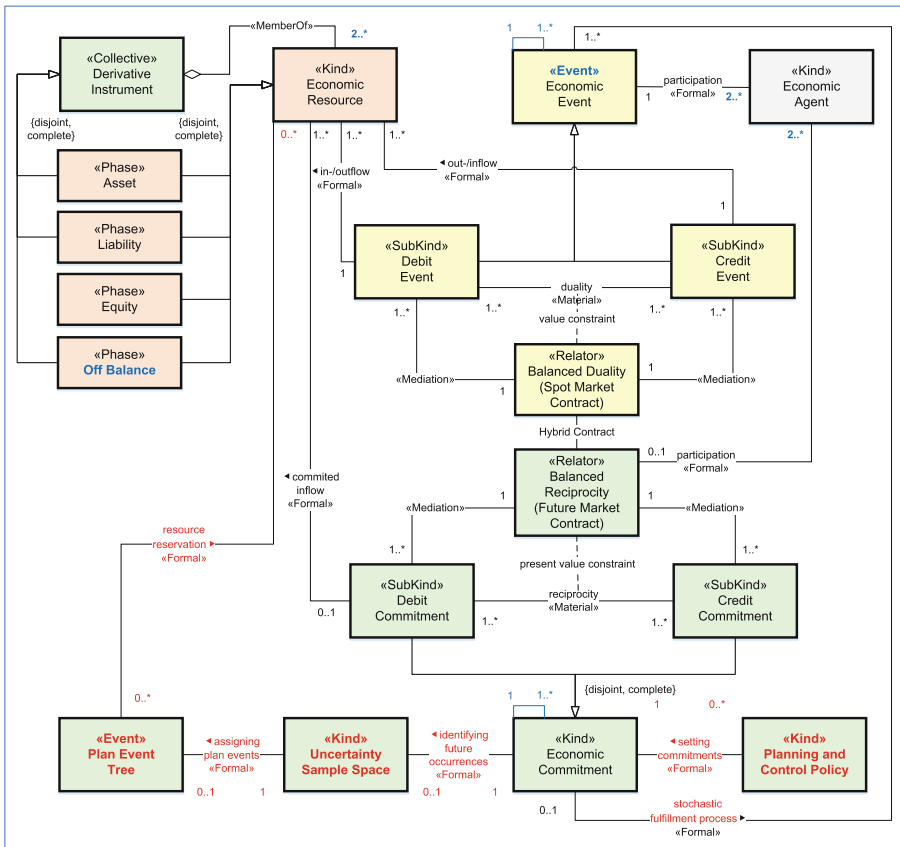 «MemberOf»
2..*
«Collective»
Derivative
Instrument
«Kind»
Economic
Resource
1
1..*
1..*
«Event»
Economic
Event
participation
«Formal»
1
2..*
«Kind»
Economic
Agent
2..*
{disjoint,
complete}
{disjoint,
complete}
0..*
1..*
1..*
1..*
◄ in-/outflow
«Formal»
◄ out-/inflow
«Formal»
«Phase»
Asset
«Phase»
Liability
«Phase»
Equity
«Phase»
Off Balance
1
1
«SubKind»
Debit
Event
«SubKind»
Credit
Event
duality
«Material»
value constraint
1..*
1..*
1..*
1..*
«Mediation»
1
«Relator»
Balanced Duality
(Spot Market
Contract)
1
«Mediation»
Hybrid Contract
0..1
participation
«Formal»
«Relator»
Balanced
Reciprocity
(Future Market
Contract)
◄ commited
inflow
«Formal»
1
1
«Mediation»
«Mediation»
1..*
1..*
present value constraint
resource
reservation ►
«Formal»
«SubKind»
Debit
Commitment
reciprocity
«Material»
«SubKind»
Credit
Commitment
0..1
1..*
1..*
{disjoint, complete}
0..*
1
1..*
1
0..*
«Event»
Plan Event
Tree
◄ assigning
plan events
«Formal»
0..1
1
«Kind»
Uncertainty
Sample Space
◄ identifying
future
occurrences
«Formal»
0..1
1
«Kind»
Economic
Commitment
◄ setting
commitments
«Formal»
«Kind»
Planning and
Control Policy
0..1
stochastic
fulfillment process ►
«Formal»